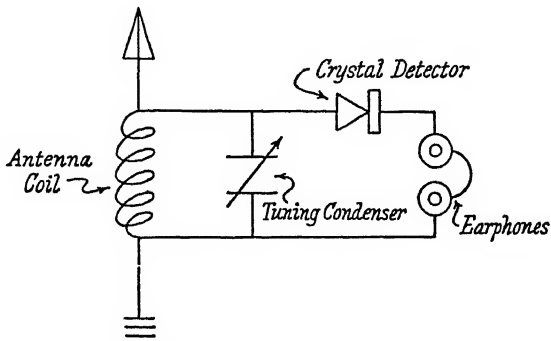 Crystal Detector
Antenna
Coil
Tuning Condenser
Earphones